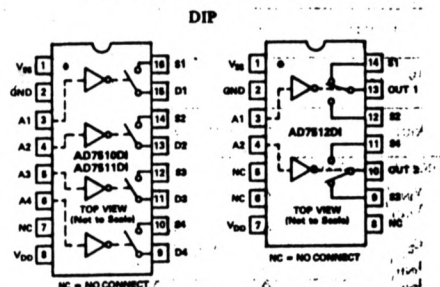 DIP
VSS 1
GND 2
A1 3
A2 4
A3 5
A4 6
NC 7
VDD 8
16 S1
15 D1
14 S2
13 D2
12 S3
11 D3
10 S4
9 D4
AD7510DI
AD7511DI
TOP VIEW
(Not to Scale)
NC = NO CONNECT
VSS 1
GND 2
A1 3
A2 4
NC 5
NC 6
VDD 7
14 S1
13 OUT 1
12 S2
11 S4
10 OUT 2
9 S3
8 NC
AD7512DI
TOP VIEW
(Not to Scale)
NC = NO CONNECT